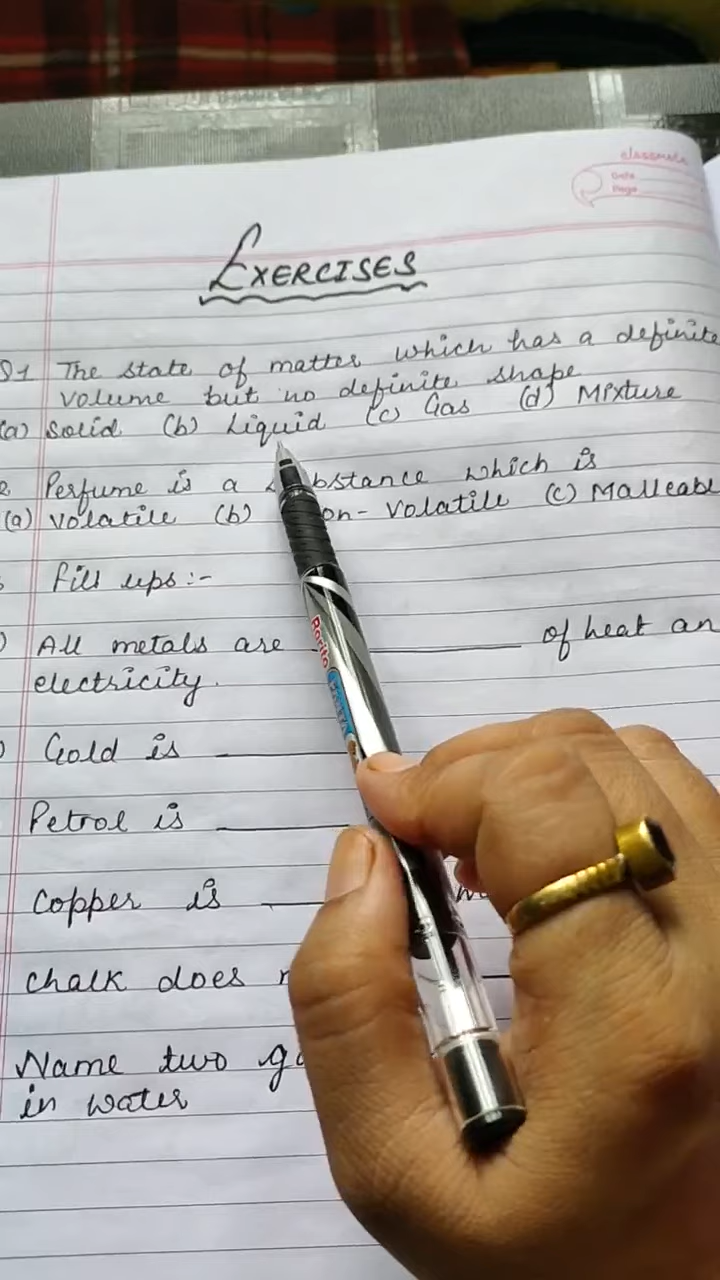 classmate
Date
Page
EXERCISES
Q1 The state of matter which has a definite
volume but no definite shape
(a) Solid (b) Liquid (c) Gas (d) Mixture
Perfume is a substance which is
(a) Volatile (b) Non-Volatile (c) Malleabl
Fill ups:-
All metals are of heat an
electricity.
Gold is
Petrol is
Copper is
Chalk does
Name two
in water